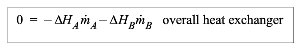 0 = −ΔH_A ṁ_A − ΔH_B ṁ_B overall heat exchanger